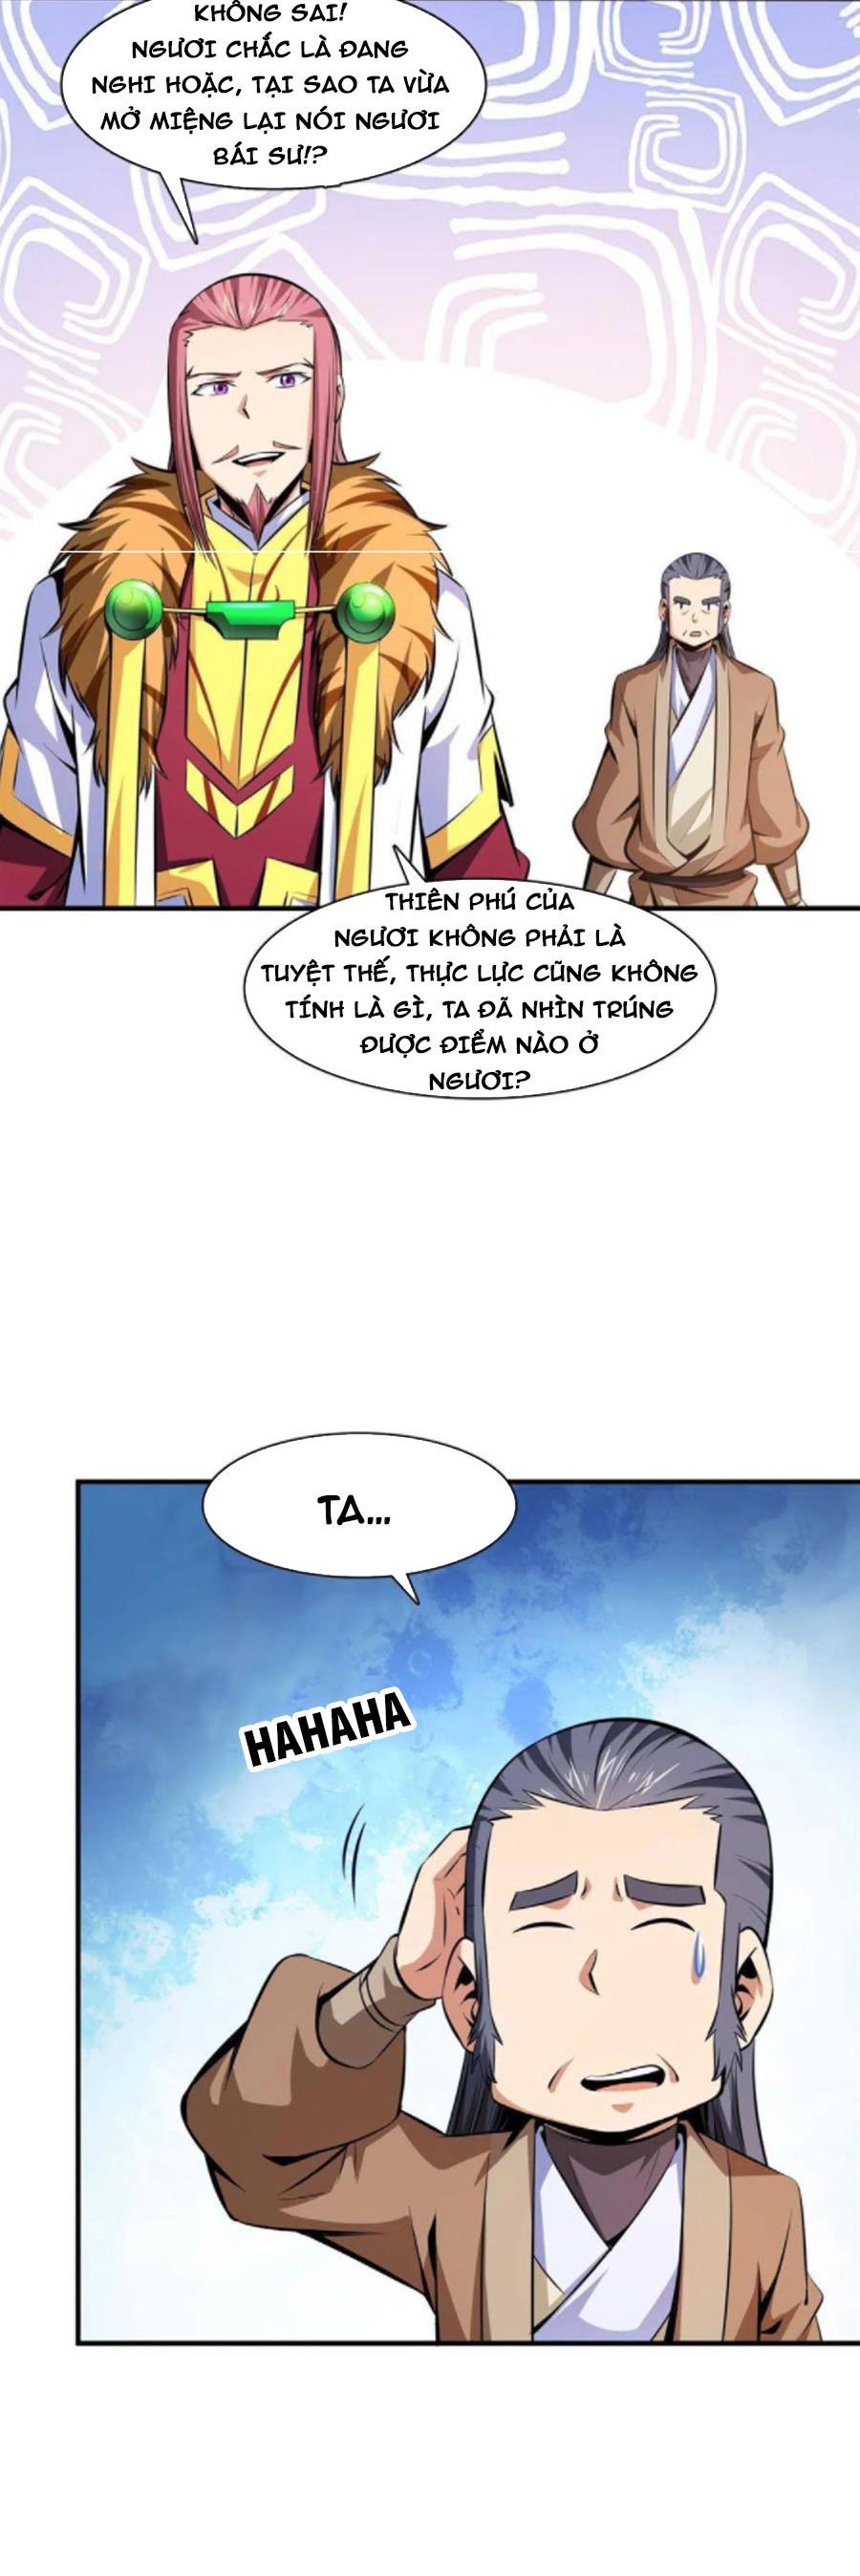 KHÔNG SAI!
NGƯƠI CHẮC LÀ ĐANG
NGHI HOẶC, TẠI SAO TA VỪA
MỞ MIỆNG LẠI NÓI NGƯƠI
BÁI SƯ!?
THIÊN PHÚ CỦA
NGƯƠI KHÔNG PHẢI LÀ
TUYỆT THẾ, THỰC LỰC CŨNG KHÔNG
TÍNH LÀ GÌ, TA ĐÃ NHÌN TRÚNG
ĐƯỢC ĐIỂM NÀO Ở
NGƯƠI?
TA...
HAHAHA